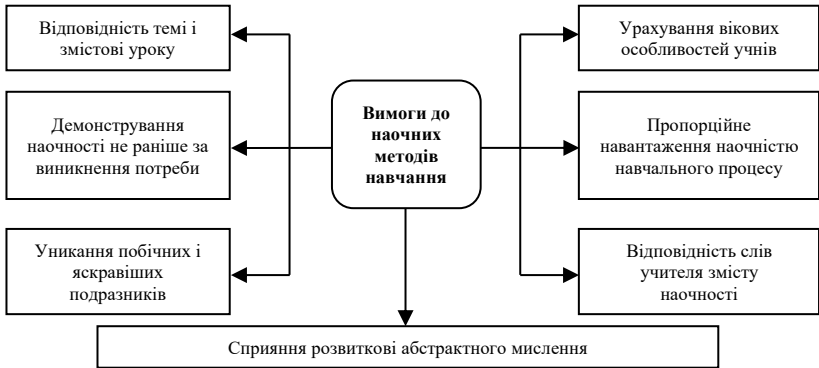 Відповідність темі і
змістові уроку
Демонстрування
наочності не раніше за
виникнення потреби
Уникання побічних і
яскравіших
подразників
Вимоги до
наочних
методів
навчання
Урахування вікових
особливостей учнів
Пропорційне
навантаження наочністю
навчального процесу
Відповідність слів
учителя змісту
наочності
Сприяння розвиткові абстрактного мислення